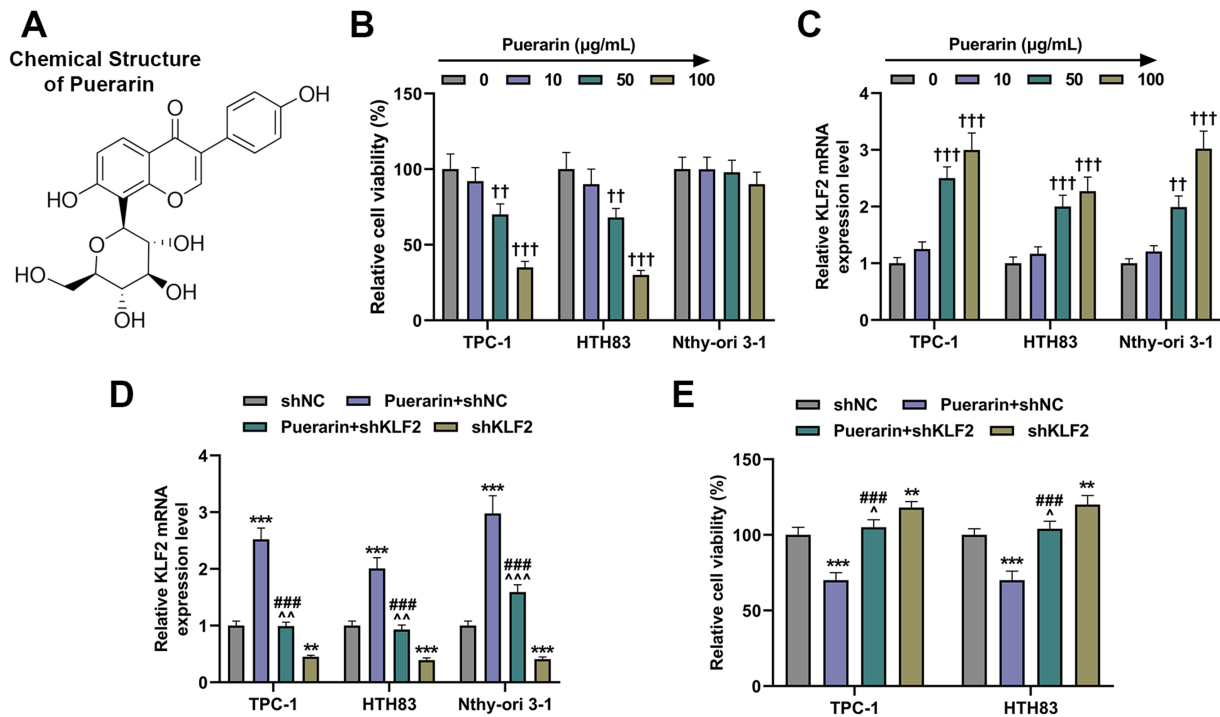 A
Chemical Structure
of Puerarin
OH
O
HO
O
O
OH
HO
OH
OH
B
Puerarin (μg/mL)
0 10 50 100
Relative cell viability (%)
150
100
50
0
††
†††
††
†††
TPC-1 HTH83 Nthy-ori 3-1
C
Puerarin (μg/mL)
0 10 50 100
Relative KLF2 mRNA
expression level
4
3
2
1
0
†††
†††
†††
†††
††
†††
TPC-1 HTH83 Nthy-ori 3-1
D
shNC Puerarin+shNC
Puerarin+shKLF2 shKLF2
Relative KLF2 mRNA
expression level
4
3
2
1
0
***
###
^^
**
***
###
^^
***
***
###
^^^
***
TPC-1 HTH83 Nthy-ori 3-1
E
shNC Puerarin+shNC
Puerarin+shKLF2 shKLF2
Relative cell viability (%)
150
100
50
0
***
###
^
**
***
###
^
**
TPC-1 HTH83